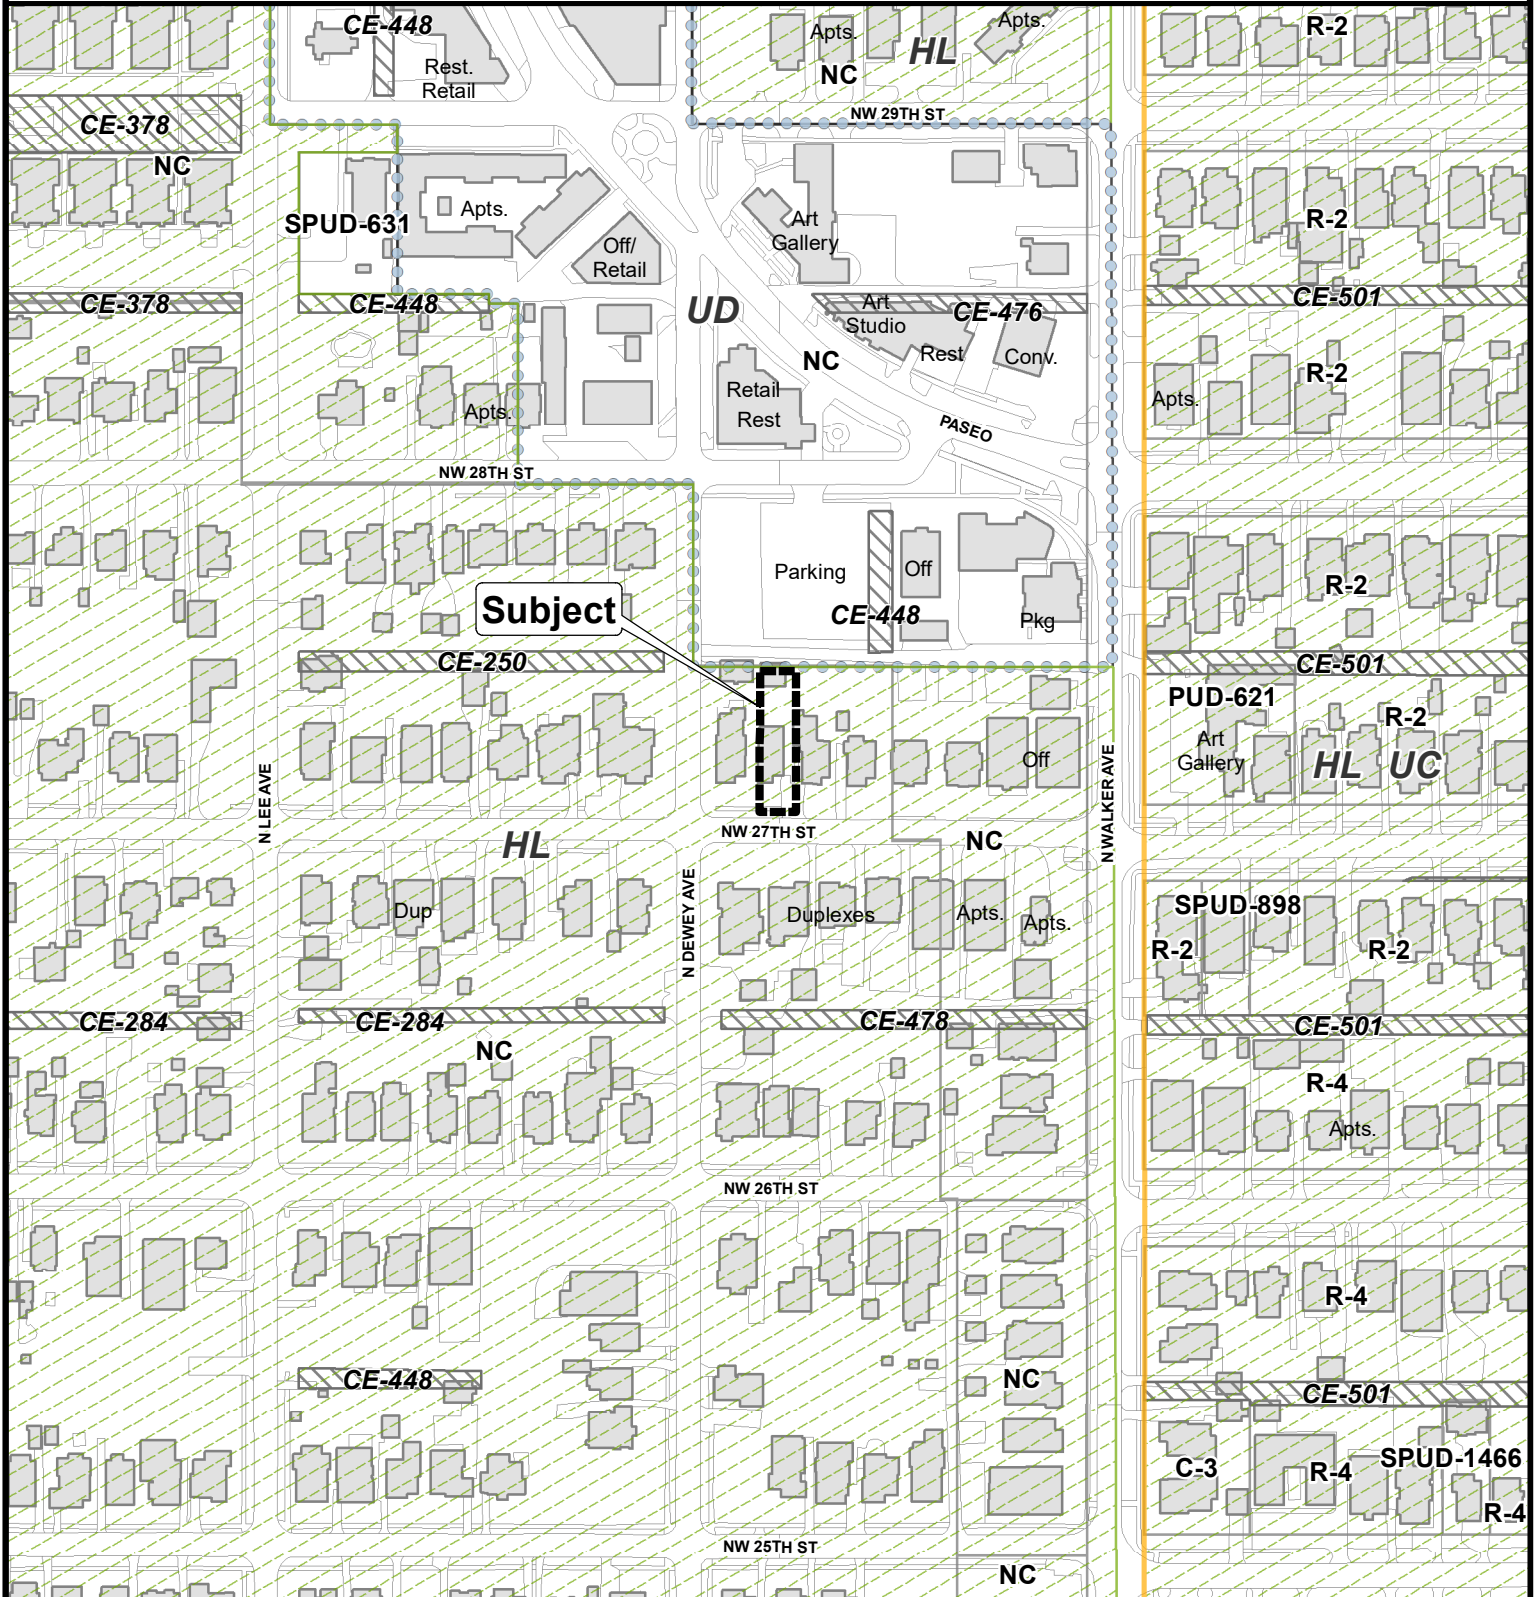 CE-448
Apts.
Apts.
HL
R-2
Rest.
Retail
NC
CE-378
NW 29TH ST
NC
SPUD-631
Apts.
Off/
Retail
Art
Gallery
R-2
CE-378
CE-448
UD
Art
Studio
CE-476
CE-501
NC
Rest
Conv.
Retail
Rest
R-2
Apts.
Apts.
PASEO
NW 28TH ST
Parking
Off
R-2
Subject
CE-448
Pkg
CE-250
CE-501
PUD-621
R-2
Art
Gallery
HL UC
Off
N LEE AVE
N WALKER AVE
NW 27TH ST
NC
HL
N DEWEY AVE
Dup
Duplexes
Apts.
Apts.
SPUD-898
R-2
R-2
CE-284
CE-284
CE-478
CE-501
NC
R-4
Apts.
NW 26TH ST
R-4
CE-448
NC
CE-501
C-3
R-4
SPUD-1466
R-4
NW 25TH ST
NC